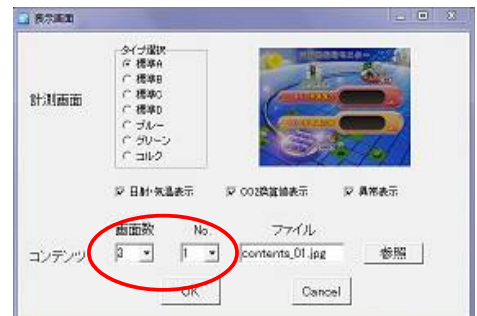 表示画面
タイプ選択
標準A
標準B
標準C
標準D
ブルー
グリーン
コルク
計測画面
日射・気温表示
CO2換算値表示
異常表示
画面数
No.
ファイル
コンテンツ
3
1
contents_01.jpg
参照
OK
Cancel